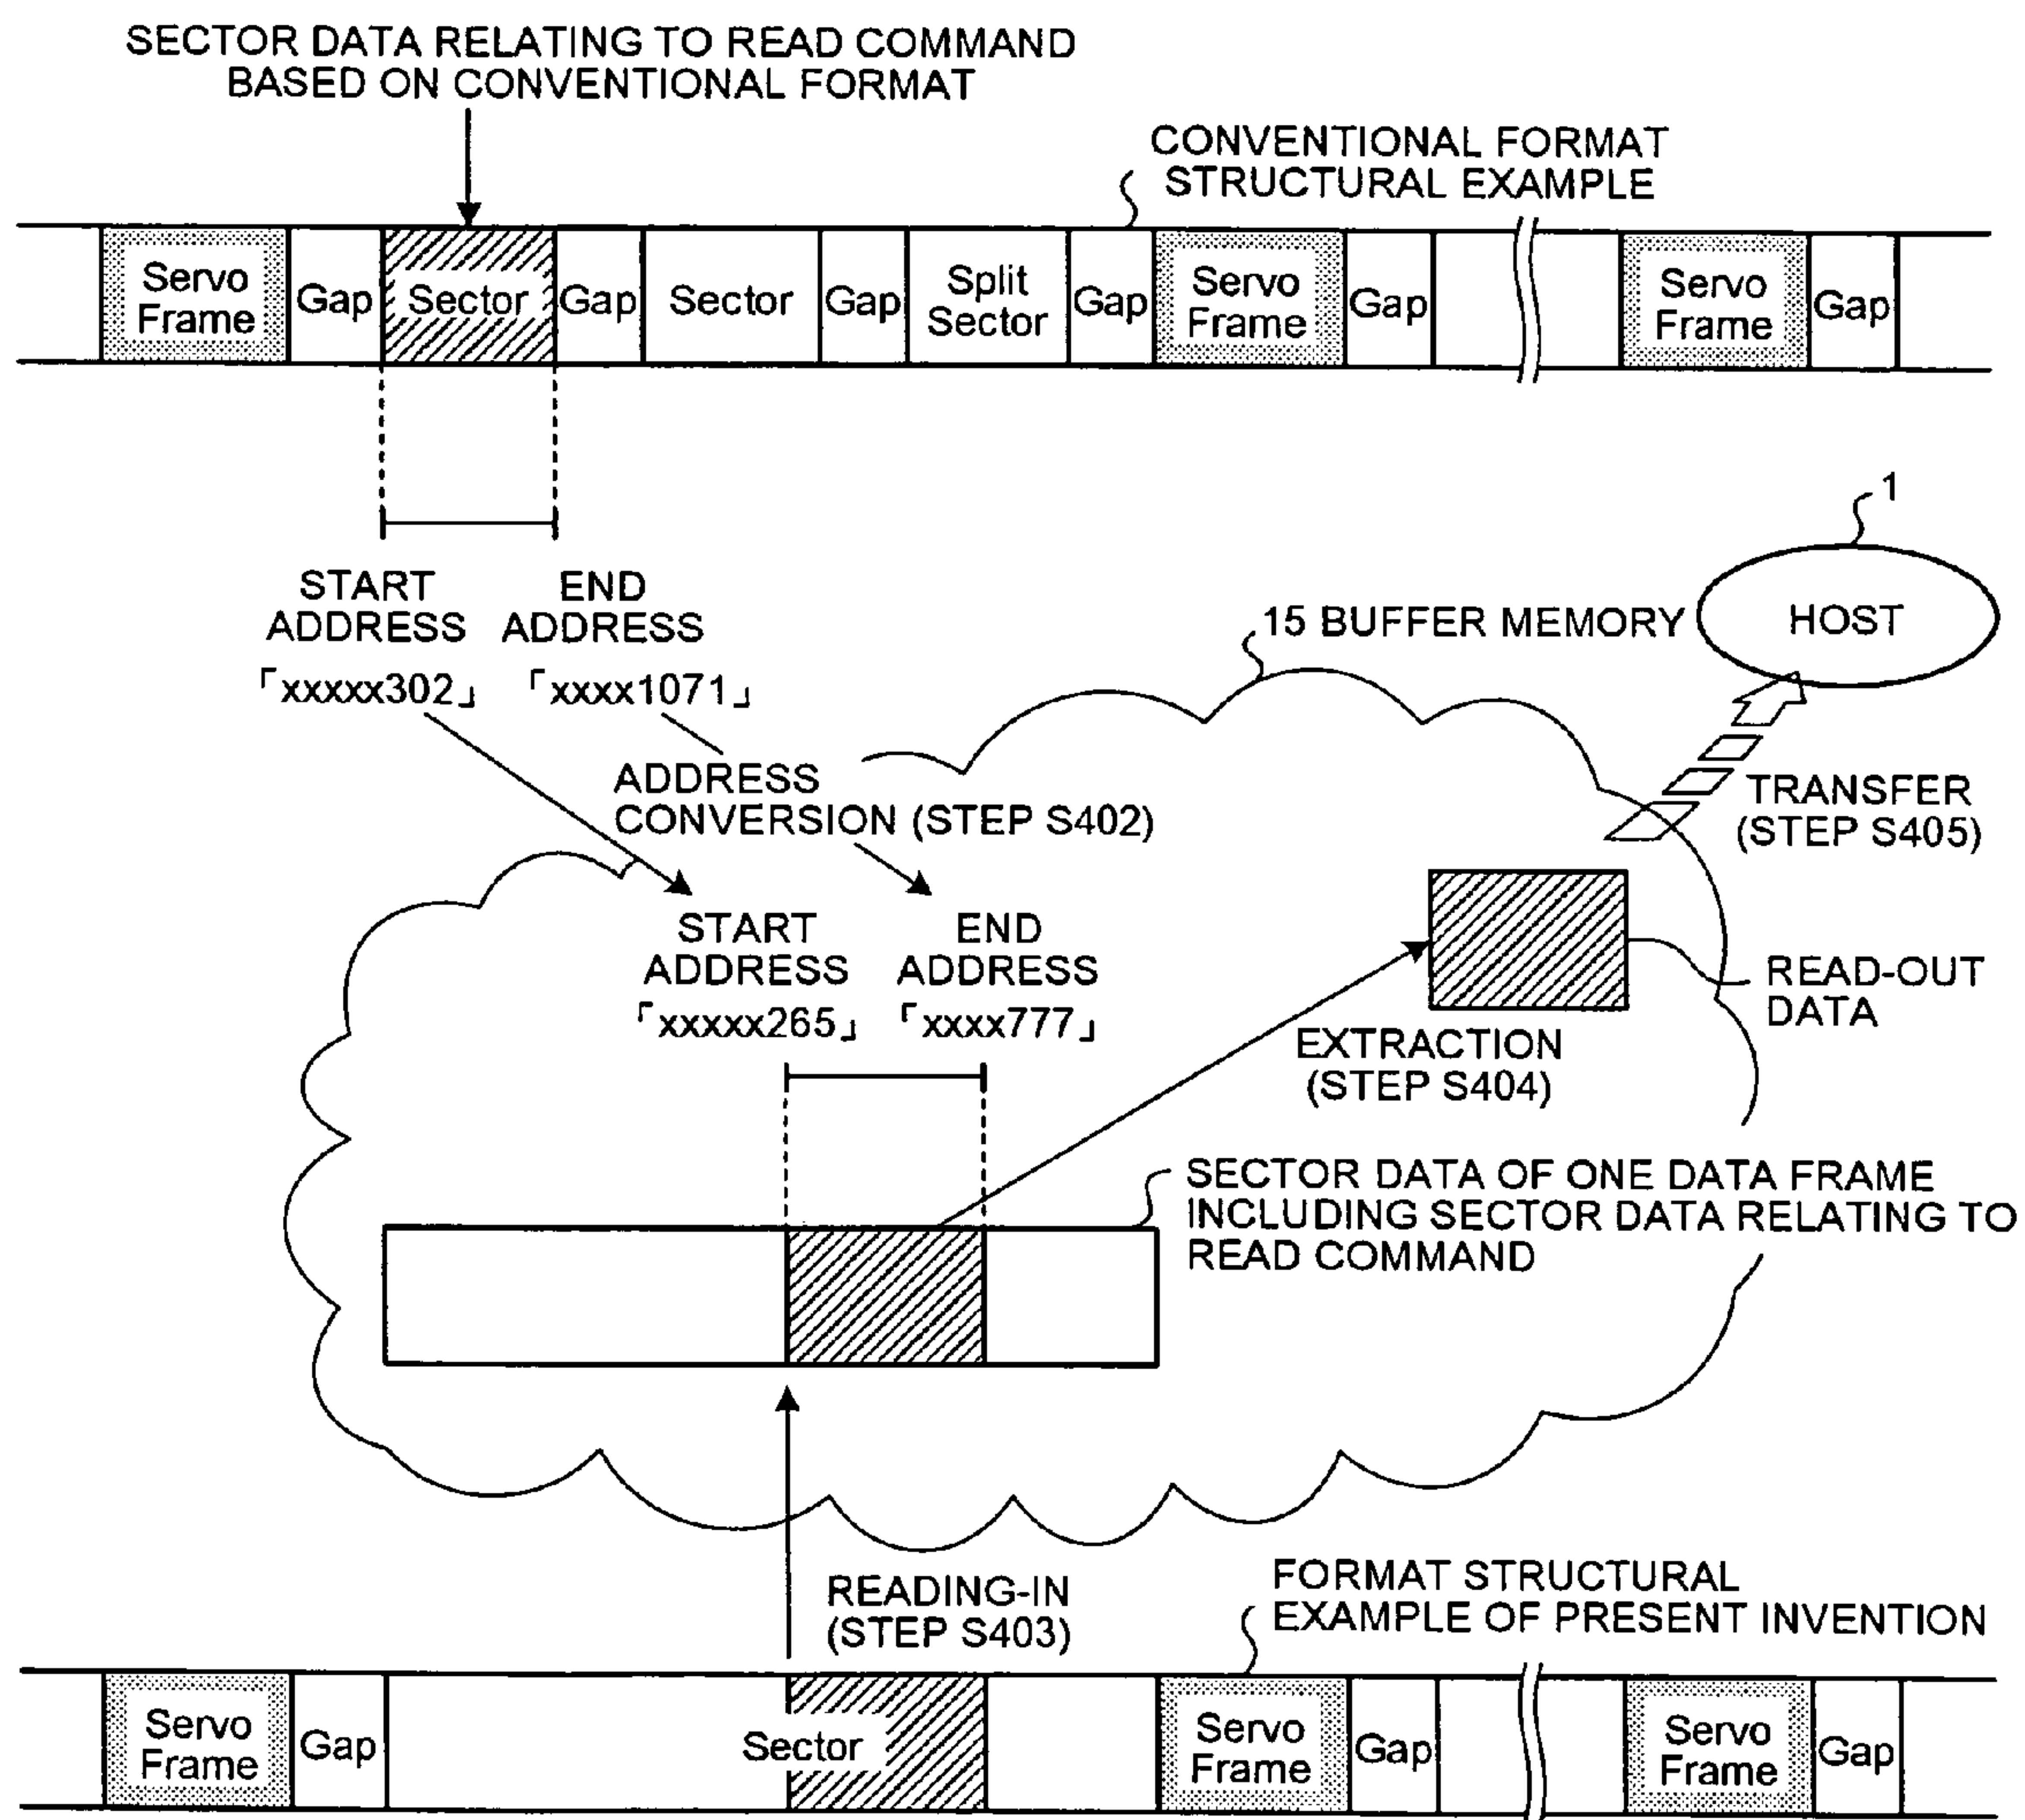 SECTOR DATA RELATING TO READ COMMAND
BASED ON CONVENTIONAL FORMAT
CONVENTIONAL FORMAT
STRUCTURAL EXAMPLE
Servo
Frame
Gap
Sector
Gap
Sector
Gap
Split
Sector
Gap
Servo
Frame
Gap
Servo
Frame
Gap
1
HOST
START
ADDRESS
「xxxxx302」
END
ADDRESS
「xxxx1071」
15 BUFFER MEMORY
ADDRESS
CONVERSION (STEP S402)
TRANSFER
(STEP S405)
START
ADDRESS
「xxxxx265」
END
ADDRESS
「xxxx777」
READ-OUT
DATA
EXTRACTION
(STEP S404)
SECTOR DATA OF ONE DATA FRAME
INCLUDING SECTOR DATA RELATING TO
READ COMMAND
READING-IN
(STEP S403)
FORMAT STRUCTURAL
EXAMPLE OF PRESENT INVENTION
Servo
Frame
Gap
Sector
Servo
Frame
Gap
Servo
Frame
Gap